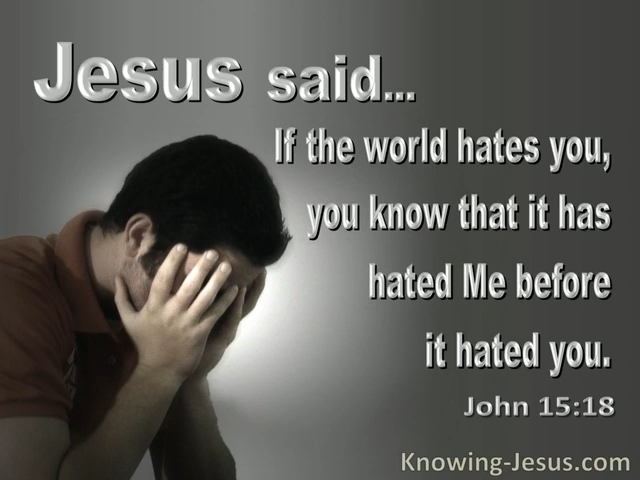 Jesus said...
If the world hates you,
you know that it has
hated Me before
it hated you.
John 15:18
Knowing-Jesus.com